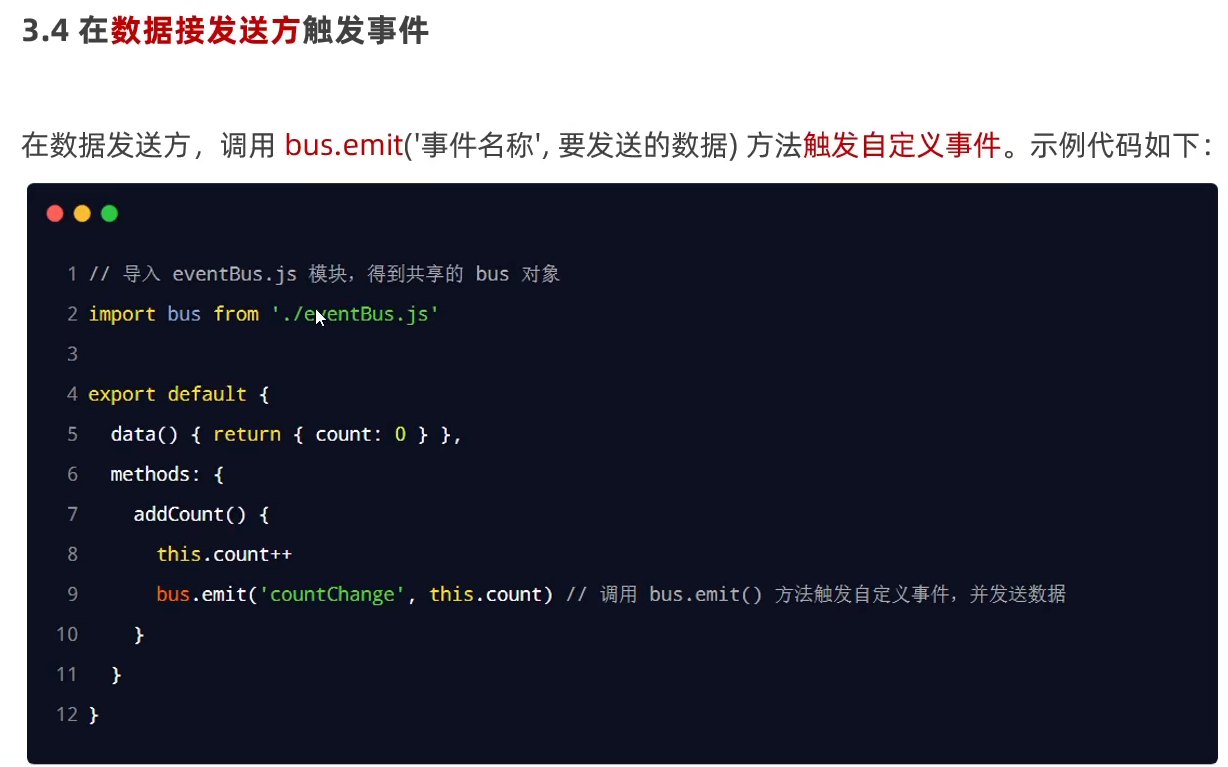 3.4 在数据接发送方触发事件
在数据发送方，调用 bus.emit('事件名称', 要发送的数据) 方法触发自定义事件。示例代码如下：
1 // 导入 eventBus.js 模块，得到共享的 bus 对象
2 import bus from './eventBus.js'
3
4 export default {
5   data() { return { count: 0 } },
6   methods: {
7     addCount() {
8       this.count++
9       bus.emit('countChange', this.count) // 调用 bus.emit() 方法触发自定义事件，并发送数据
10     }
11   }
12 }